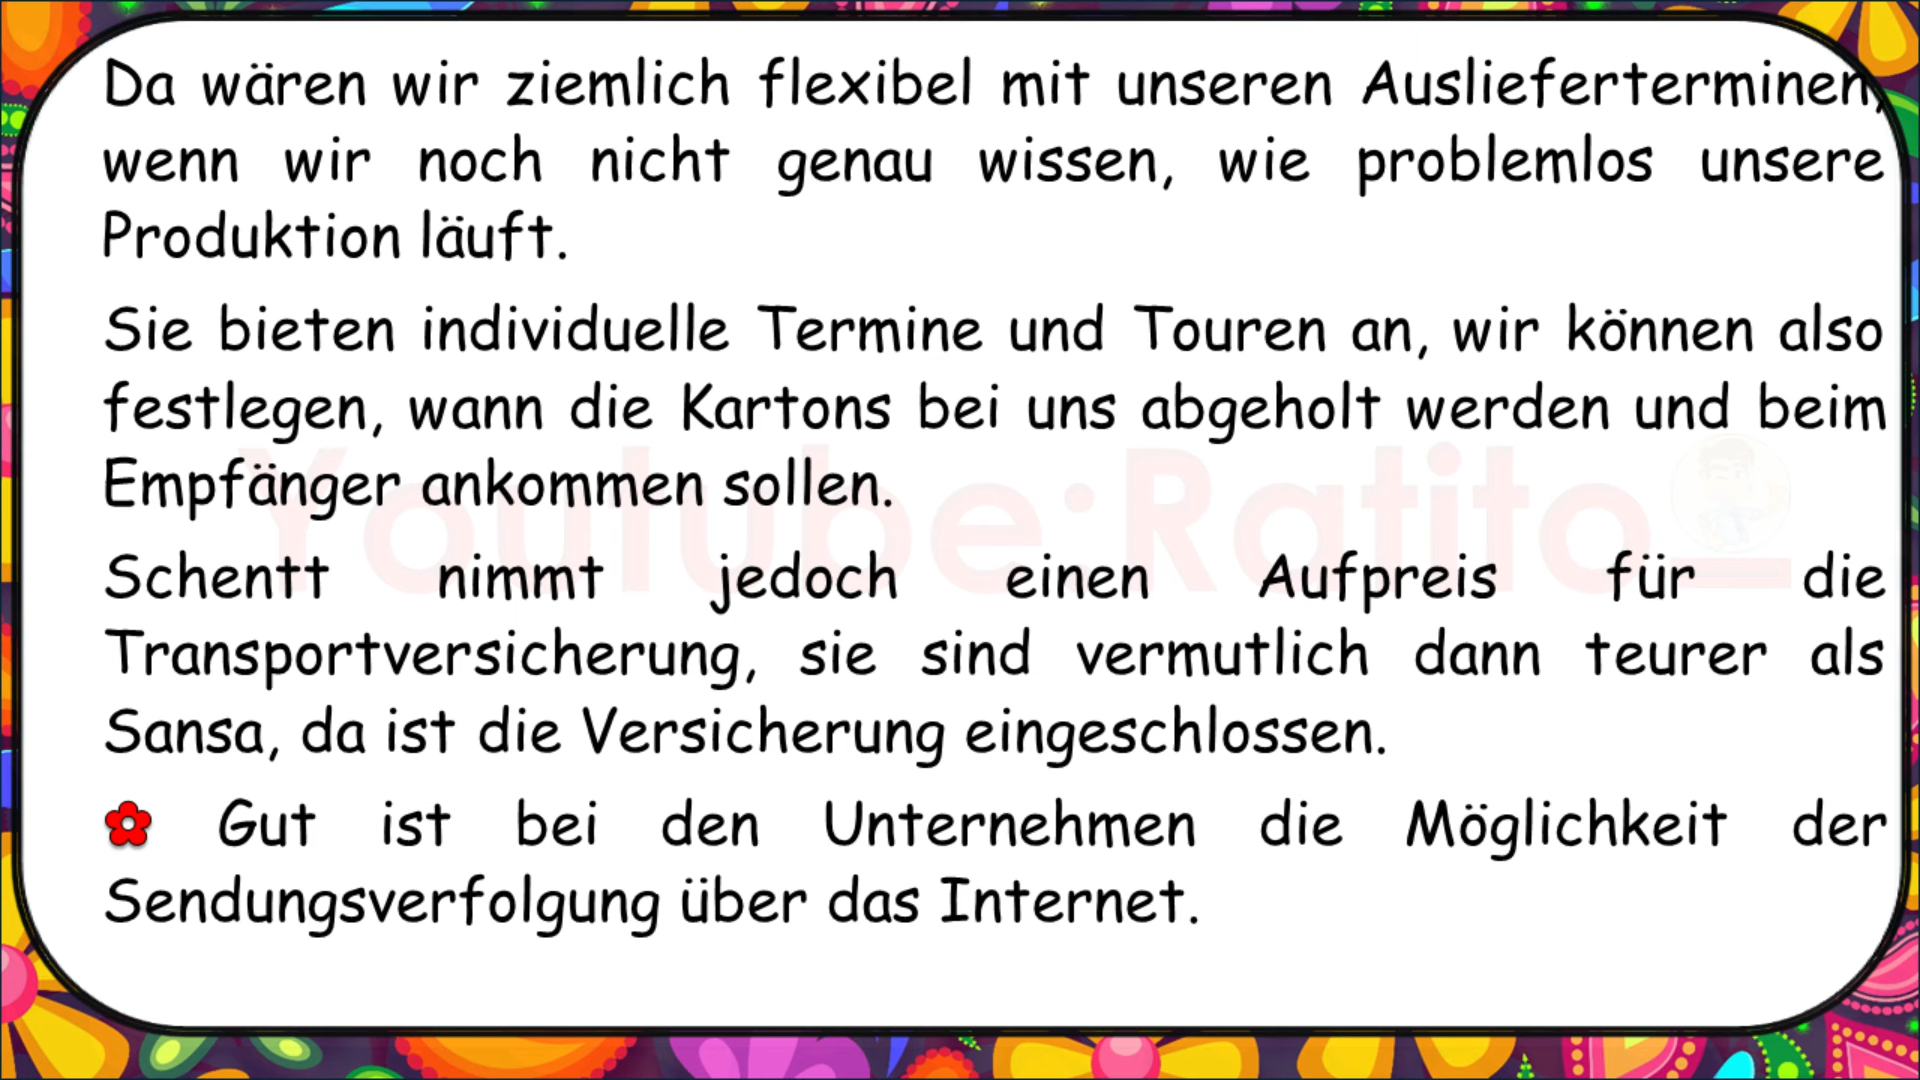 Da wären wir ziemlich flexibel mit unseren Auslieferterminen,
wenn wir noch nicht genau wissen, wie problemlos unsere
Produktion läuft.
Sie bieten individuelle Termine und Touren an, wir können also
festlegen, wann die Kartons bei uns abgeholt werden und beim
Empfänger ankommen sollen.
Youtube:Ratito_
Schentt nimmt jedoch einen Aufpreis für die
Transportversicherung, sie sind vermutlich dann teurer als
Sansa, da ist die Versicherung eingeschlossen.
Gut ist bei den Unternehmen die Möglichkeit der
Sendungsverfolgung über das Internet.